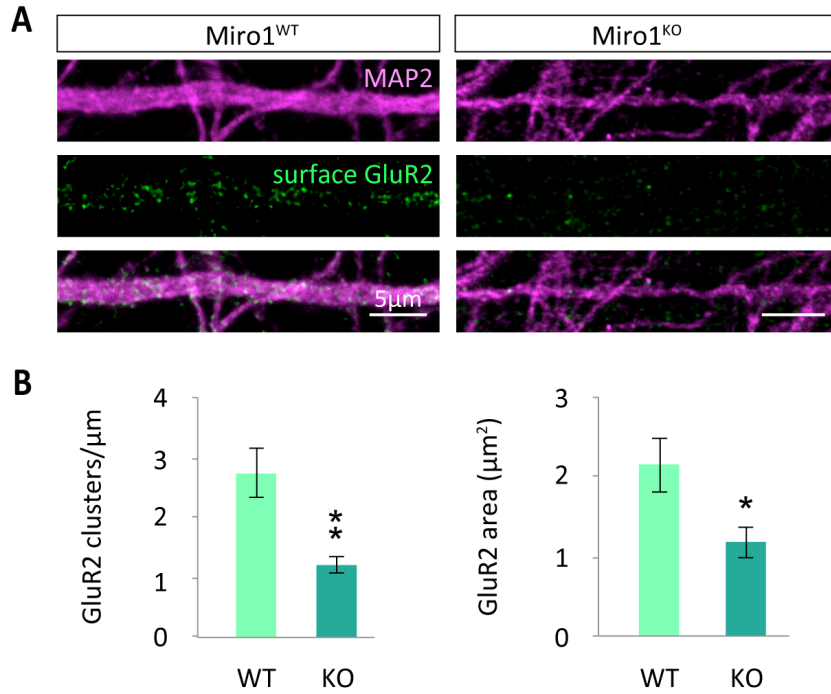 A
Miro1ᵂᵀ
Miro1ᴷᴼ
MAP2
surface GluR2
5μm
B
GluR2 clusters/μm
4
3
2
1
0
WT
KO
*
*
GluR2 area (μm²)
3
2
1
0
WT
KO
*